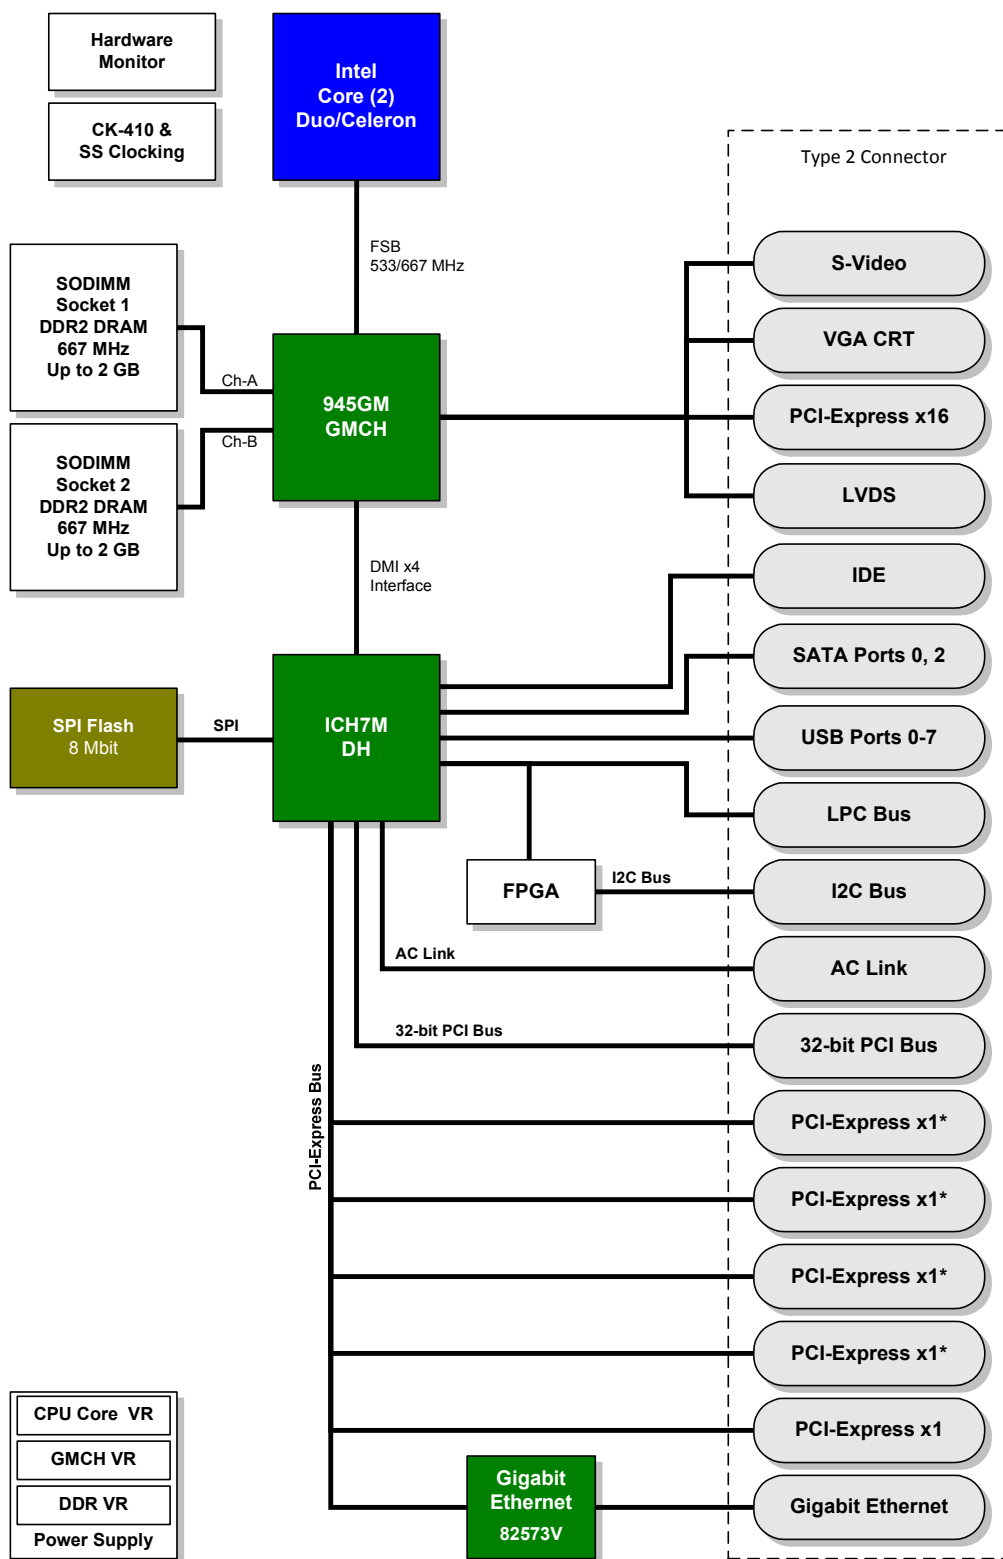 Hardware
Monitor
CK-410 &
SS Clocking
Intel
Core (2)
Duo/Celeron
Type 2 Connector
FSB
533/667 MHz
SODIMM
Socket 1
DDR2 DRAM
667 MHz
Up to 2 GB
Ch-A
Ch-B
SODIMM
Socket 2
DDR2 DRAM
667 MHz
Up to 2 GB
945GM
GMCH
S-Video
VGA CRT
PCI-Express x16
LVDS
DMI x4
Interface
IDE
SATA Ports 0, 2
USB Ports 0-7
LPC Bus
SPI Flash
8 Mbit
SPI
ICH7M
DH
FPGA
I2C Bus
I2C Bus
AC Link
AC Link
32-bit PCI Bus
32-bit PCI Bus
PCI-Express Bus
PCI-Express x1*
PCI-Express x1*
PCI-Express x1*
PCI-Express x1*
PCI-Express x1
CPU Core VR
GMCH VR
DDR VR
Power Supply
Gigabit
Ethernet
82573V
Gigabit Ethernet